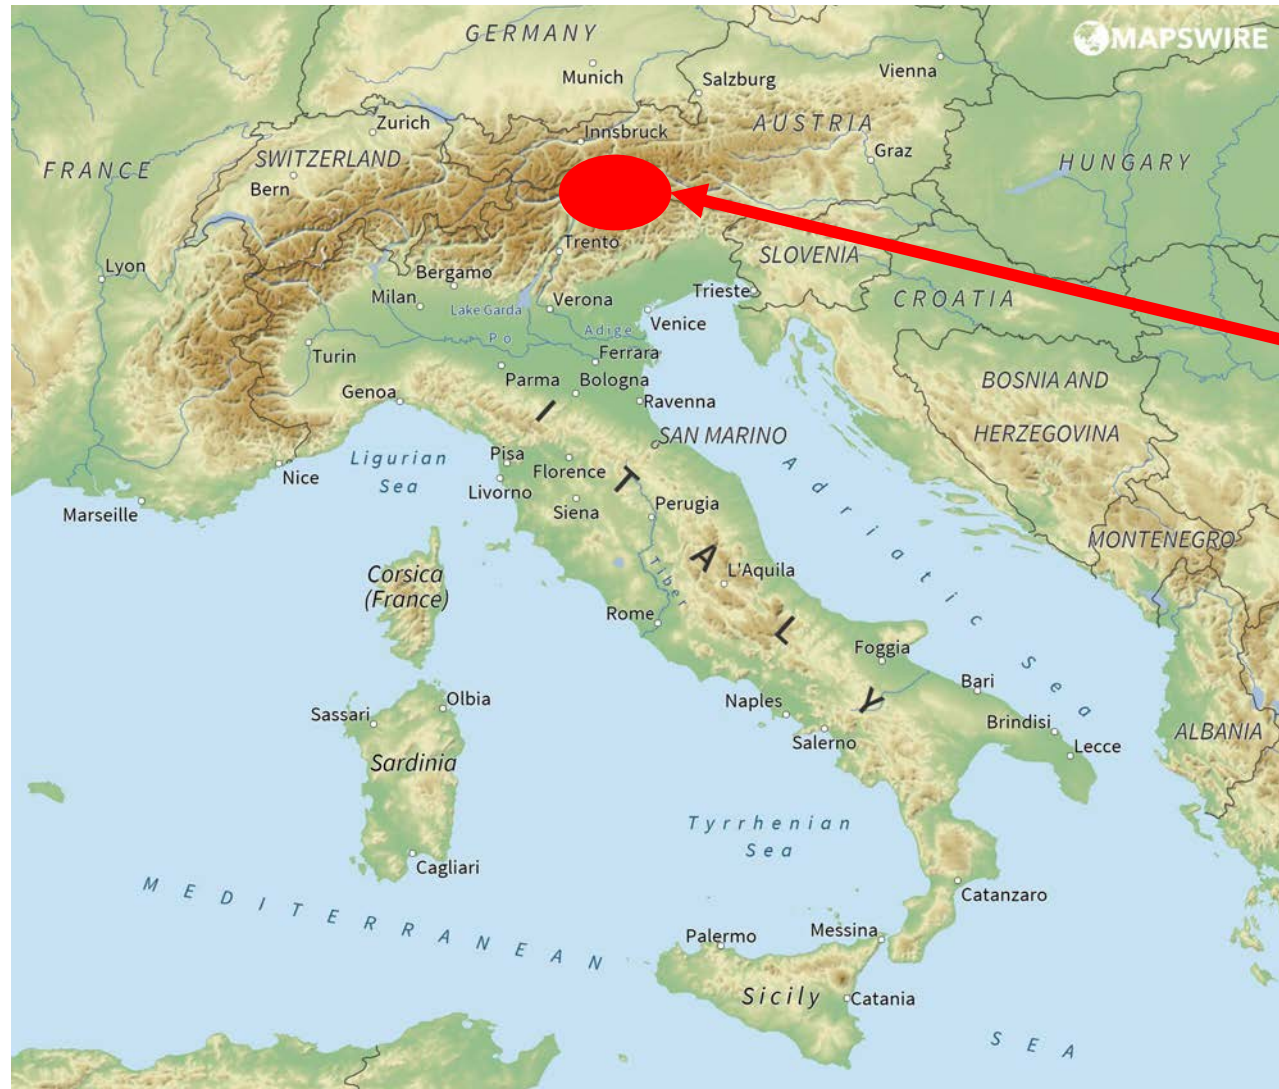 GERMANY
MAPSWIRE
Munich
Salzburg
Vienna
Zurich
Innsbruck
AUSTRIA
FRANCE
SWITZERLAND
Bern
Graz
HUNGARY
Trento
SLOVENIA
Lyon
Bergamo
Milan
Lake Garda
Verona
Trieste
CROATIA
Venice
Po
Adige
Turin
Ferrara
Parma
Bologna
Genoa
Ravenna
BOSNIA AND
HERZEGOVINA
ITALY
SAN MARINO
Pisa
Ligurian
Sea
Nice
Florence
Livorno
Siena
Perugia
Marseille
Adriatic Sea
MONTENEGRO
Corsica
(France)
L'Aquila
Tiber
Rome
Foggia
Bari
Olbia
Naples
Sassari
Brindisi
Salerno
ALBANIA
Lecce
Sardinia
Tyrrhenian
Sea
Cagliari
MEDITERRANEAN
SEA
Catanzaro
Messina
Palermo
Sicily
Catania